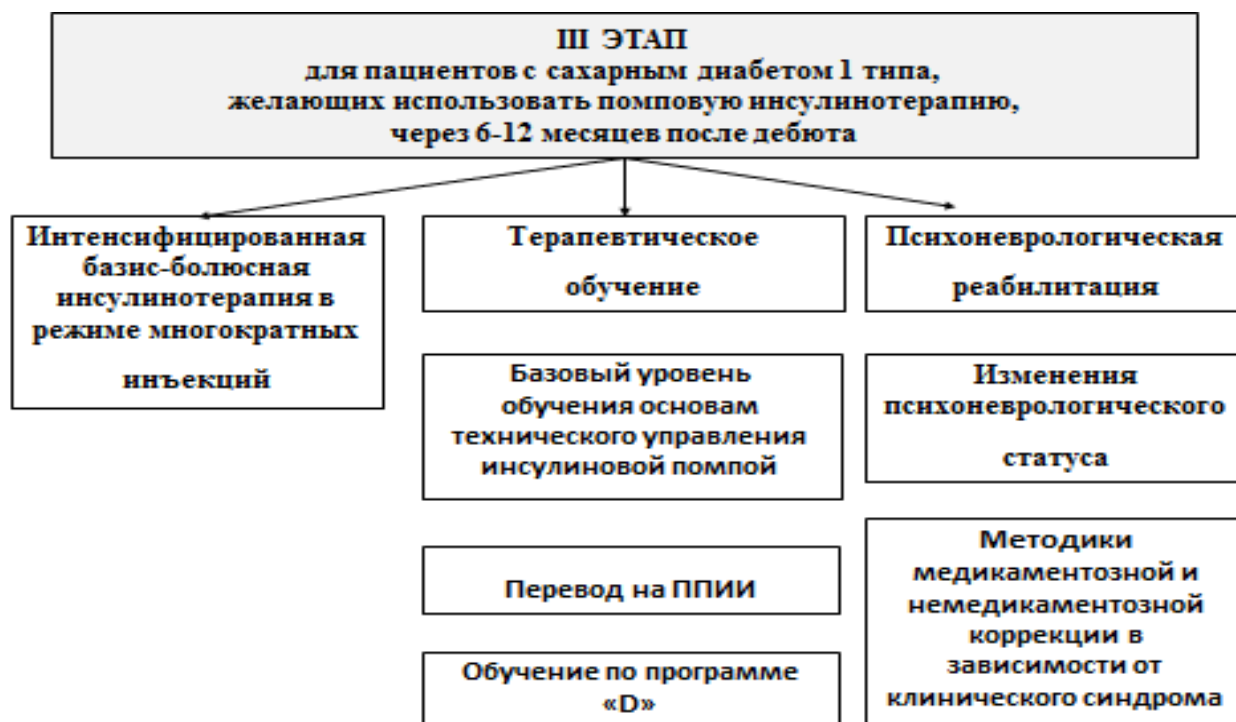 III ЭТАП
для пациентов с сахарным диабетом 1 типа,
желающих использовать помповую инсулинотерапию,
через 6-12 месяцев после дебюта
Интенсифицированная
базис-болюсная
инсулинотерапия в
режиме многократных
инъекций
Терапевтическое
обучение
Базовый уровень
обучения основам
технического управления
инсулиновой помпой
Перевод на ППИИ
Обучение по программе
«D»
Психоневрологическая
реабилитация
Изменения
психоневрологического
статуса
Методики
медикаментозной и
немедикаментозной
коррекции в
зависимости от
клинического синдрома